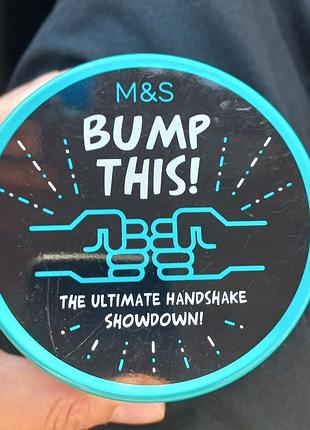 M&S
BUMP
THIS!
THE ULTIMATE HANDSHAKE
SHOWDOWN!